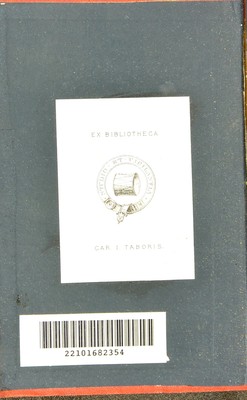 EX BIBLIOTHECA
CAR. I. TABORIS.
22101682354